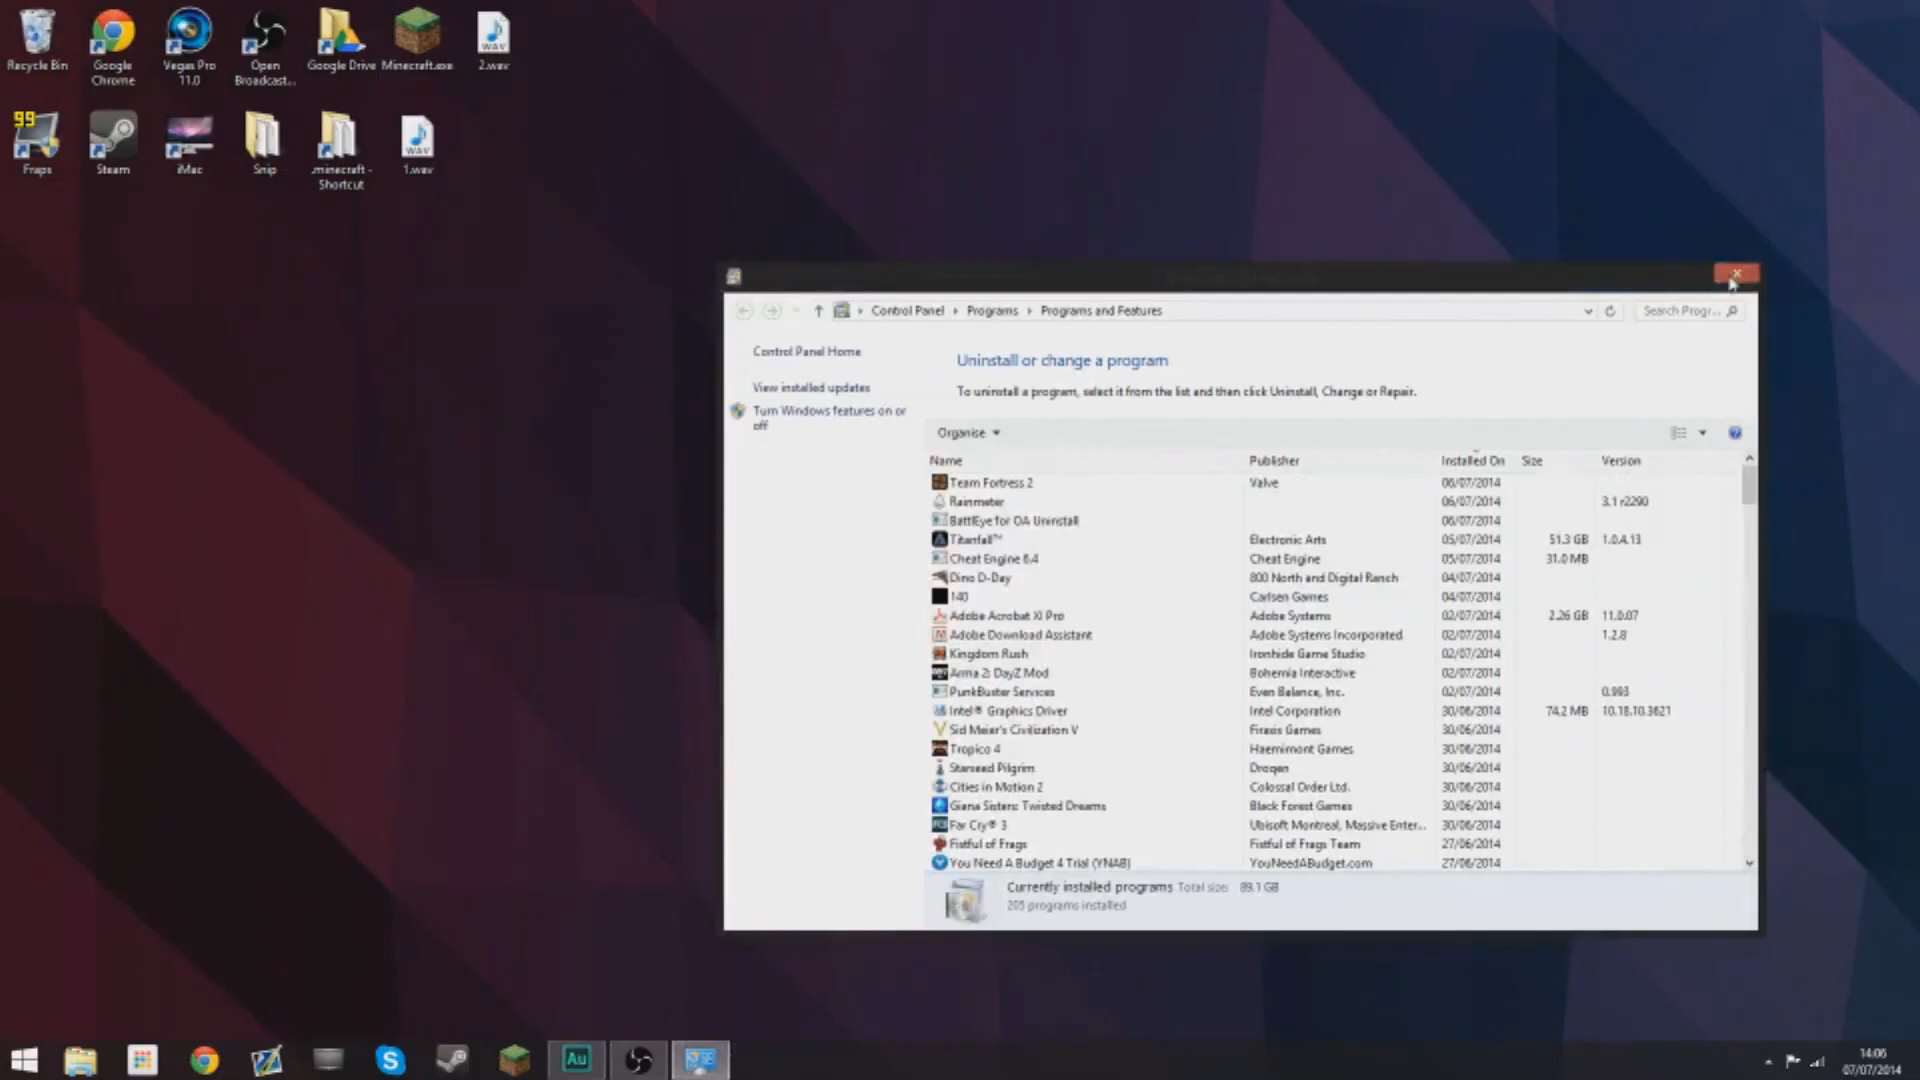 Recycle Bin
Google Chrome
Vegas Pro 11.0
Open Broadcast...
Google Drive
Minecraft.exe
WAV
2.wav
99
Fraps
Steam
iMac
Snip
.minecraft - Shortcut
WAV
1.wav
Control Panel
Programs
Programs and Features
Search Progr...
Control Panel Home
View installed updates
Turn Windows features on or
off
Uninstall or change a program
To uninstall a program, select it from the list and then click Uninstall, Change or Repair.
Organise
Name Publisher Installed On Size Version
Team Fortress 2 Valve 06/07/2014
Rainmeter 06/07/2014 3.1 r2290
BattlEye for OA Uninstall 06/07/2014
Titanfall™ Electronic Arts 05/07/2014 51.3 GB 1.0.4.13
Cheat Engine 6.4 Cheat Engine 05/07/2014 31.0 MB
Dino D-Day 800 North and Digital Ranch 04/07/2014
140 Carlsen Games 04/07/2014
Adobe Acrobat XI Pro Adobe Systems 02/07/2014 2.26 GB 11.0.07
Adobe Download Assistant Adobe Systems Incorporated 02/07/2014 1.2.8
Kingdom Rush Ironhide Game Studio 02/07/2014
Arma 2: DayZ Mod Bohemia Interactive 02/07/2014
PunkBuster Services Even Balance, Inc. 02/07/2014 0.993
Intel® Graphics Driver Intel Corporation 30/06/2014 74.2 MB 10.18.10.3621
Sid Meier's Civilization V Firaxis Games 30/06/2014
Tropico 4 Haemimont Games 30/06/2014
Starseed Pilgrim Droqen 30/06/2014
Cities in Motion 2 Colossal Order Ltd. 30/06/2014
Giana Sisters: Twisted Dreams Black Forest Games 30/06/2014
Far Cry® 3 Ubisoft Montreal, Massive Enter... 30/06/2014
Fistful of Frags Fistful of Frags Team 27/06/2014
You Need A Budget 4 Trial (YNAB) YouNeedABudget.com 27/06/2014
Currently installed programs Total size: 89.1 GB
205 programs installed
Au
14:06
07/07/2014